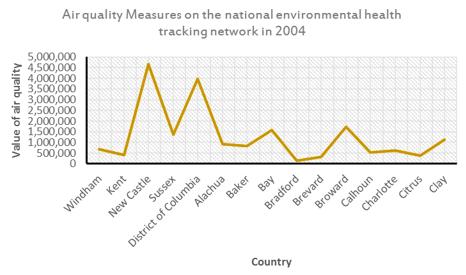 Air quality Measures on the national environmental health
tracking network in 2004
Value of air quality
5,000,000
4,500,000
4,000,000
3,500,000
3,000,000
2,500,000
2,000,000
1,500,000
1,000,000
500,000
0
Windham
Kent
New Castle
Sussex
District of Columbia
Alachua
Baker
Bay
Bradford
Brevard
Broward
Calhoun
Charlotte
Citrus
Clay
Country